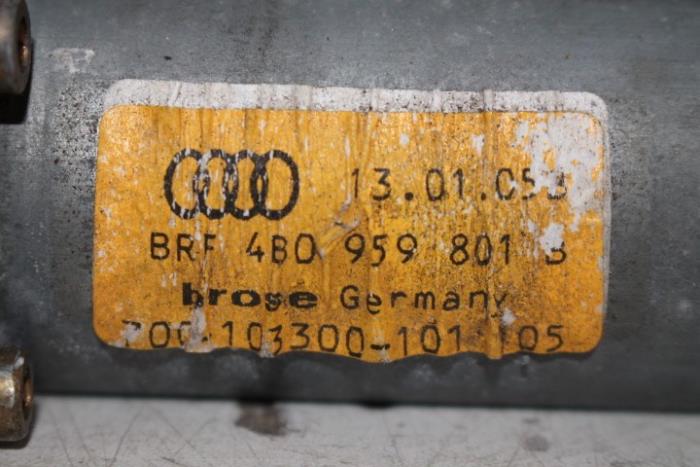 13.01.053
BRF 4B0 959 801 B
brose Germany
700-103300-101 105